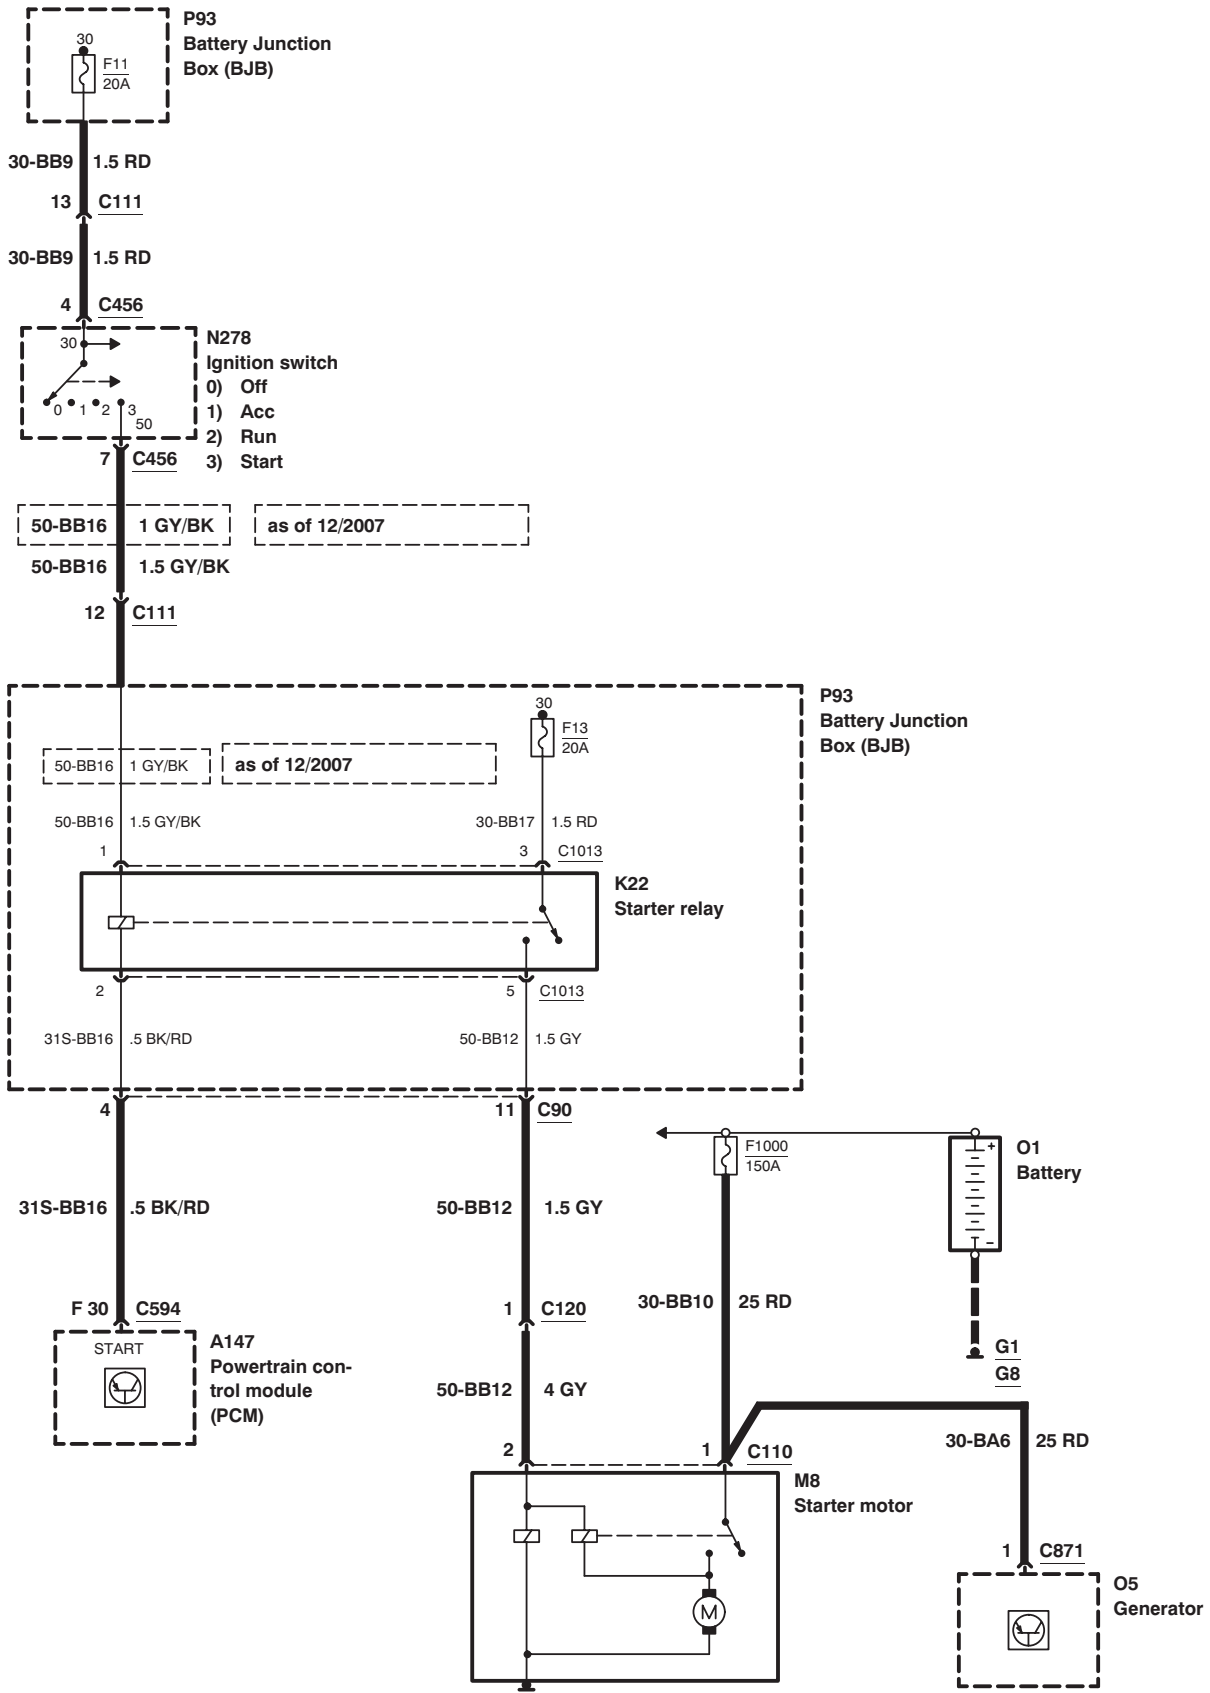 P93
Battery Junction
Box (BJB)
30
F11
20A
30-BB9 1.5 RD
13 C111
30-BB9 1.5 RD
4 C456
N278
Ignition switch
0) Off
1) Acc
2) Run
3) Start
30
0 1 2 3
50
7 C456
50-BB16 1 GY/BK as of 12/2007
50-BB16 1.5 GY/BK
12 C111
P93
Battery Junction
Box (BJB)
30
F13
20A
50-BB16 1 GY/BK as of 12/2007
50-BB16 1.5 GY/BK 30-BB17 1.5 RD
1 3 C1013
K22
Starter relay
2 5 C1013
31S-BB16 .5 BK/RD 50-BB12 1.5 GY
4 11 C90
F1000
150A
+
-
O1
Battery
31S-BB16 .5 BK/RD 50-BB12 1.5 GY
30-BB10 25 RD
F 30 C594 1 C120
START
A147
Powertrain con-
trol module
(PCM)
G1
G8
50-BB12 4 GY
30-BA6 25 RD
2 1 C110
M8
Starter motor
M
1 C871
O5
Generator